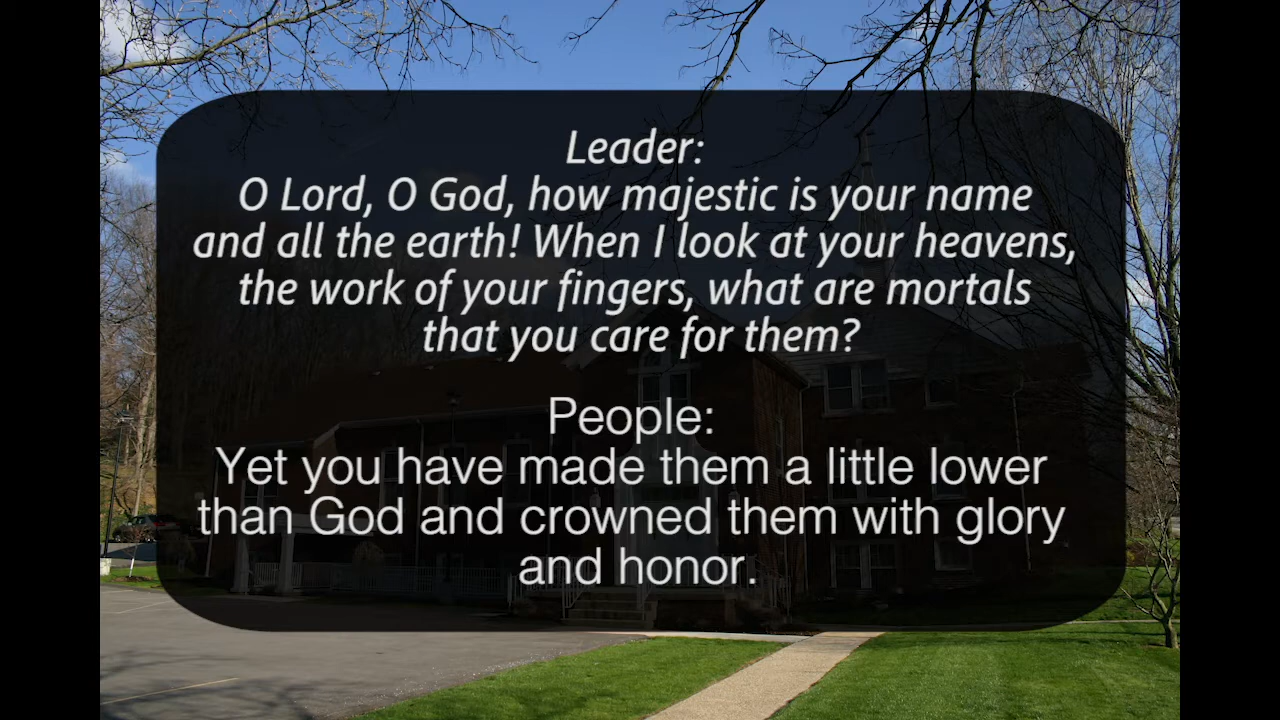 Leader:
O Lord, O God, how majestic is your name
and all the earth! When I look at your heavens,
the work of your fingers, what are mortals
that you care for them?
People:
Yet you have made them a little lower
than God and crowned them with glory
and honor.